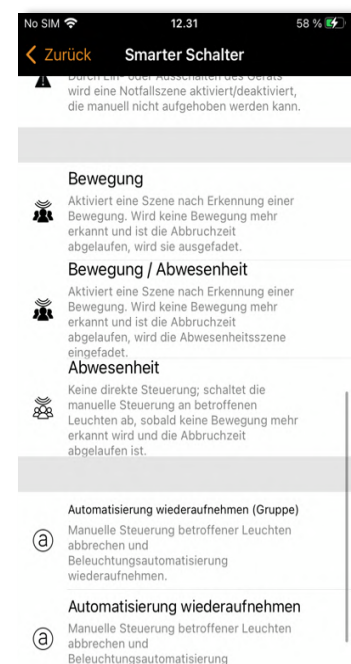 No SIM 12.31 58 %
Zurück Smarter Schalter
Durch Ein- oder Ausschalten des Geräts
wird eine Notfallszene aktiviert/deaktiviert,
die manuell nicht aufgehoben werden kann.
Bewegung
Aktiviert eine Szene nach Erkennung einer
Bewegung. Wird keine Bewegung mehr
erkannt und ist die Abbruchzeit
abgelaufen, wird sie ausgefadet.
Bewegung / Abwesenheit
Aktiviert eine Szene nach Erkennung einer
Bewegung. Wird keine Bewegung mehr
erkannt und ist die Abbruchzeit
abgelaufen, wird die Abwesenheitsszene
eingefadet.
Abwesenheit
Keine direkte Steuerung; schaltet die
manuelle Steuerung an betroffenen
Leuchten ab, sobald keine Bewegung mehr
erkannt wird und die Abbruchzeit
abgelaufen ist.
Automatisierung wiederaufnehmen (Gruppe)
a Manuelle Steuerung betroffener Leuchten
abbrechen und
Beleuchtungsautomatisierung
wiederaufnehmen.
Automatisierung wiederaufnehmen
a Manuelle Steuerung betroffener Leuchten
abbrechen und
Beleuchtungsautomatisierung